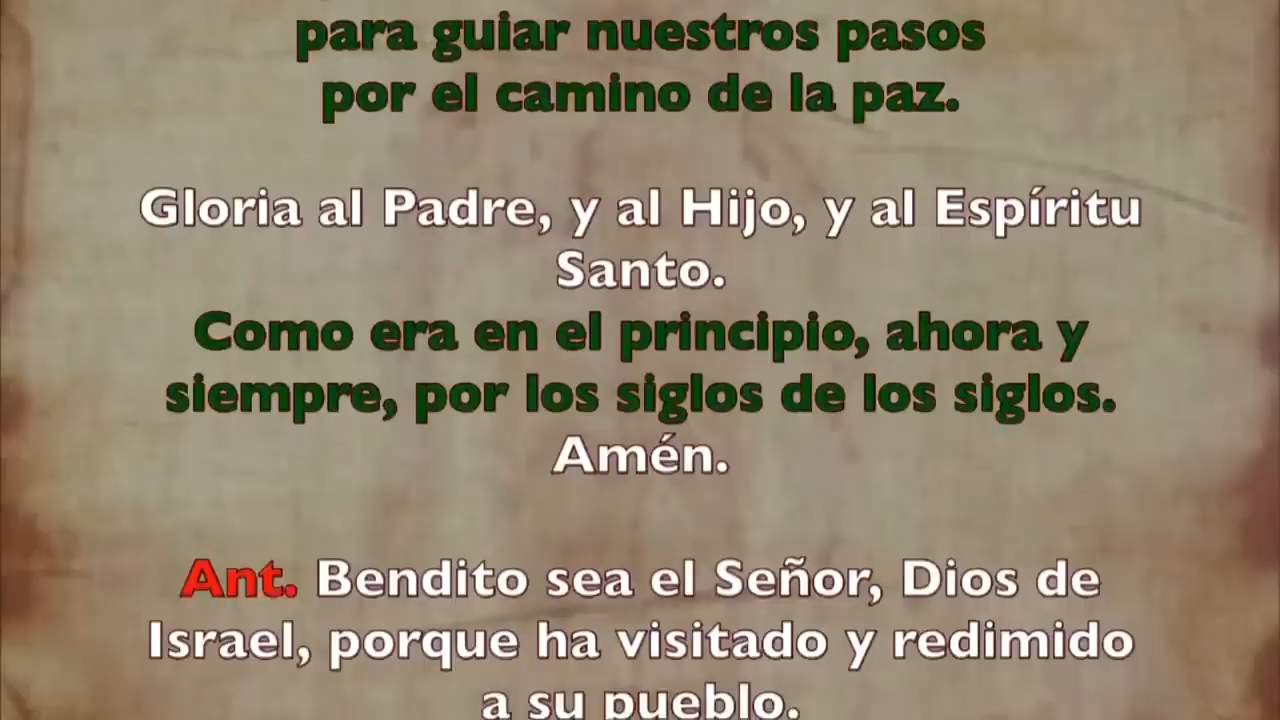 para guiar nuestros pasos
por el camino de la paz.
Gloria al Padre, y al Hijo, y al Espíritu
Santo.
Como era en el principio, ahora y
siempre, por los siglos de los siglos.
Amén.
Ant. Bendito sea el Señor, Dios de
Israel, porque ha visitado y redimido
a su pueblo.